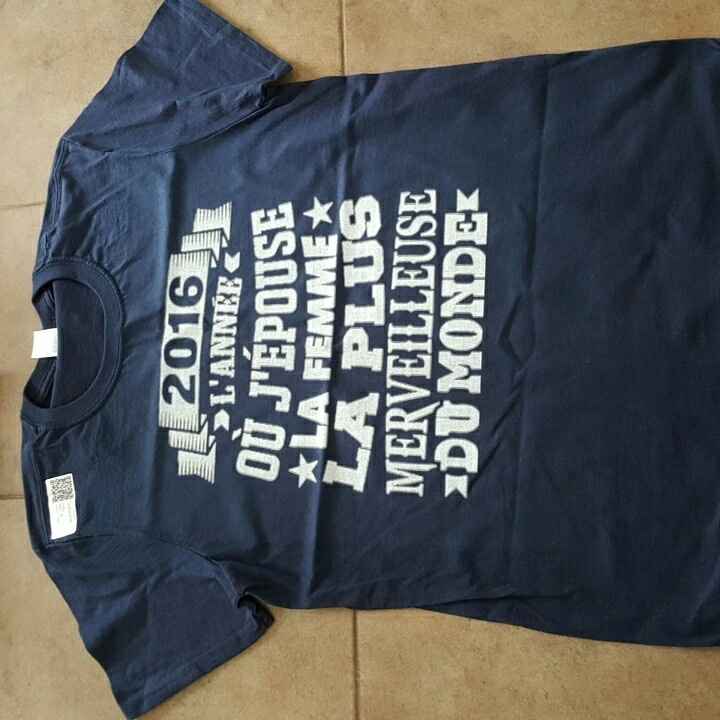 2016
L'ANNÉE
OÙ J'ÉPOUSE
LA FEMME
LA PLUS
MERVEILLEUSE
DU MONDE